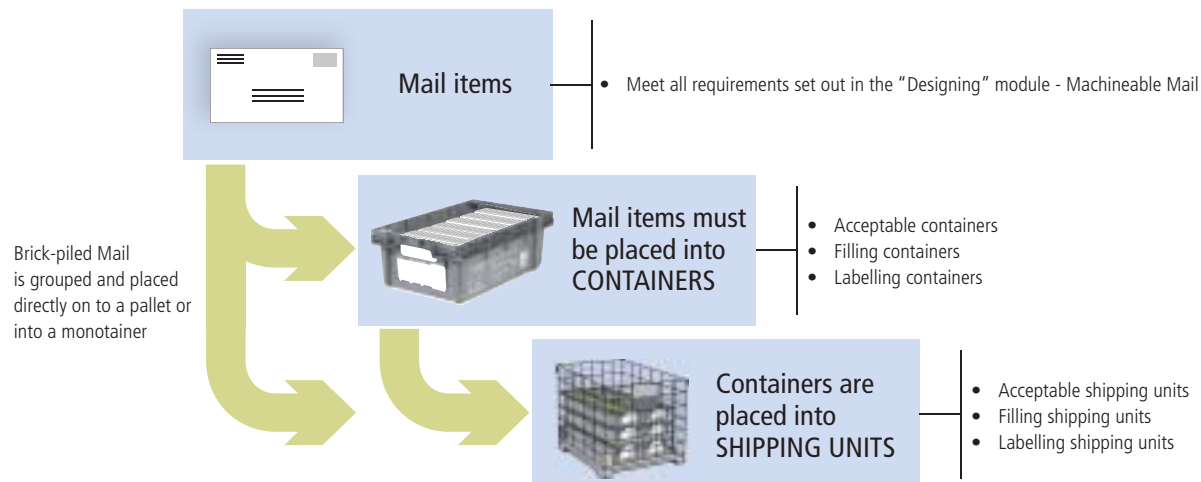 Mail items
• Meet all requirements set out in the “Designing” module - Machineable Mail
Brick-piled Mail
is grouped and placed
directly on to a pallet or
into a monotainer
Mail items must
be placed into
CONTAINERS
• Acceptable containers
• Filling containers
• Labelling containers
Containers are
placed into
SHIPPING UNITS
• Acceptable shipping units
• Filling shipping units
• Labelling shipping units